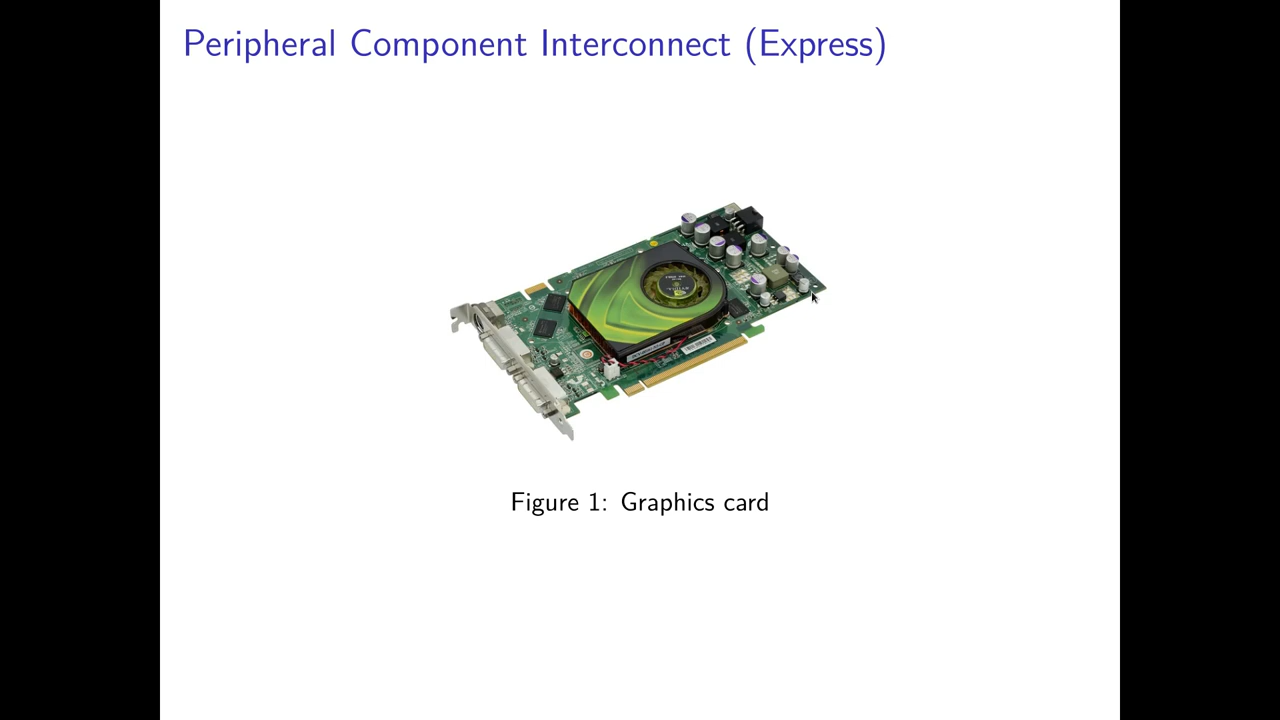 Peripheral Component Interconnect (Express)
Figure 1: Graphics card